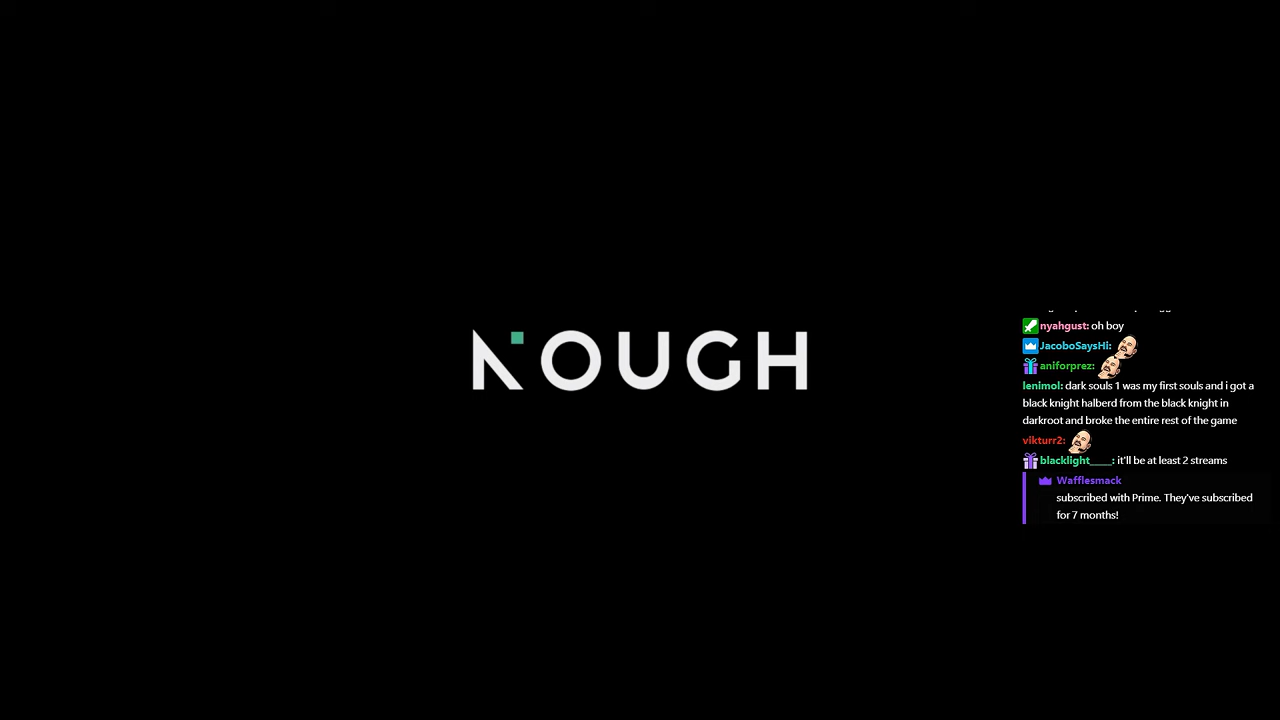 NOUGH
nyahgust: oh boy
JacoboSaysHi:
aniforprez:
lenimol: dark souls 1 was my first souls and i got a
black knight halberd from the black knight in
darkroot and broke the entire rest of the game
vikturr2:
blacklight____: it'll be at least 2 streams
Wafflesmack
subscribed with Prime. They've subscribed
for 7 months!